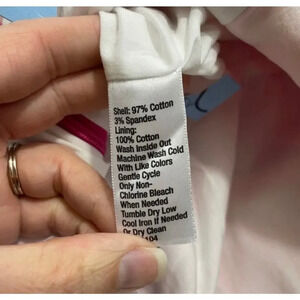 Shell: 97% Cotton
3% Spandex
Lining:
100% Cotton
Wash Inside Out
Machine Wash Cold
With Like Colors
Gentle Cycle
Only Non-
Chlorine Bleach
When Needed
Tumble Dry Low
Cool Iron If Needed
Or Dry Clean
104